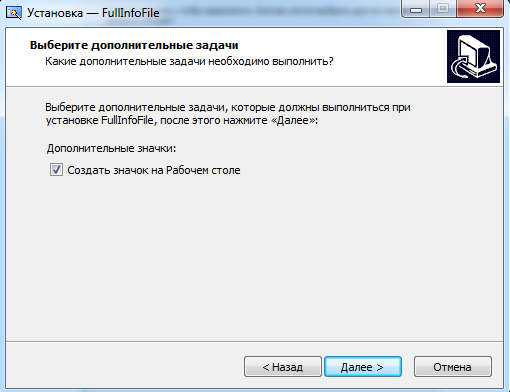 Установка — FullInfoFile
Выберите дополнительные задачи
Какие дополнительные задачи необходимо выполнить?
Выберите дополнительные задачи, которые должны выполниться при
установке FullInfoFile, после этого нажмите «Далее»:
Дополнительные значки:
Создать значок на Рабочем столе
< Назад
Далее >
Отмена